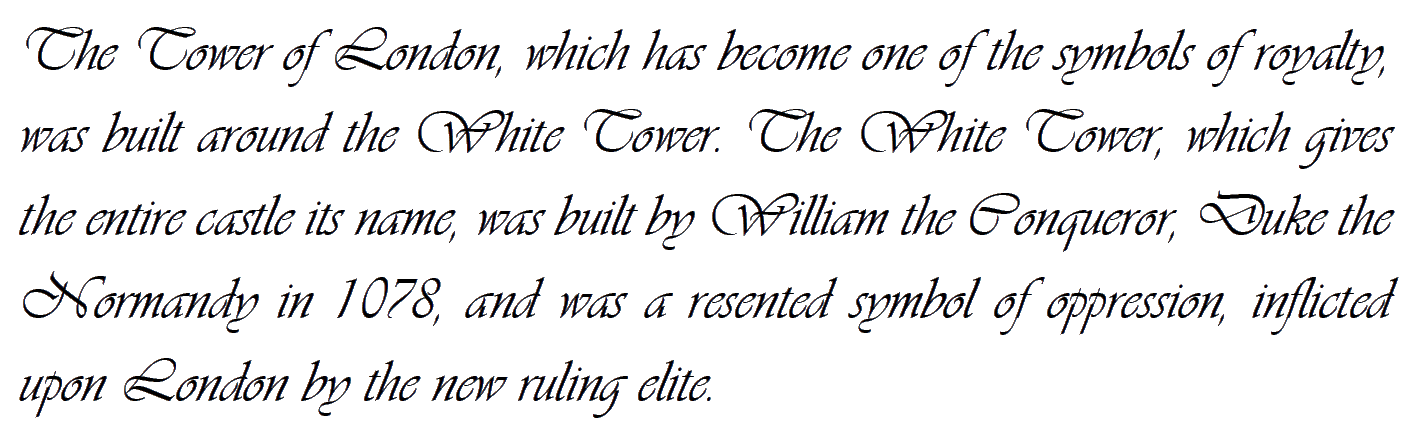 The Tower of London, which has become one of the symbols of royalty,
was built around the White Tower. The White Tower, which gives
the entire castle its name, was built by William the Conqueror, Duke the
Normandy in 1078, and was a resented symbol of oppression, inflicted
upon London by the new ruling elite.